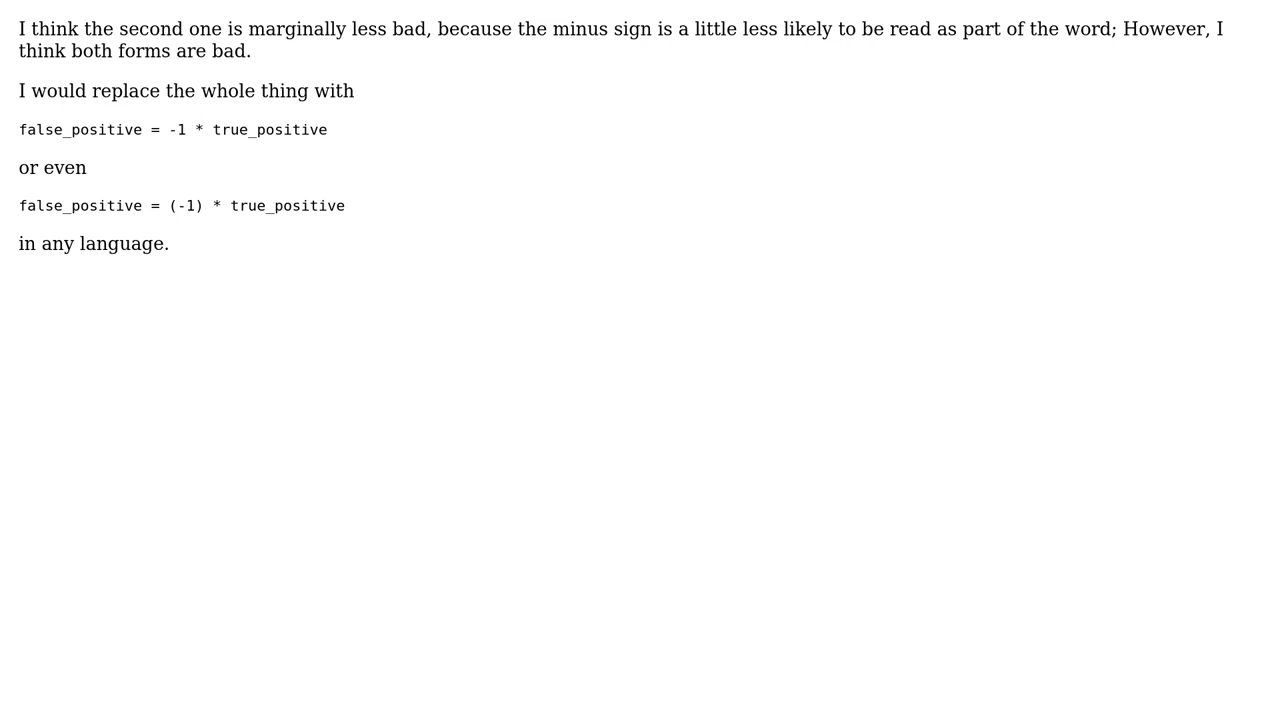 I think the second one is marginally less bad, because the minus sign is a little less likely to be read as part of the word; However, I
think both forms are bad.
I would replace the whole thing with
false_positive = -1 * true_positive
or even
false_positive = (-1) * true_positive
in any language.